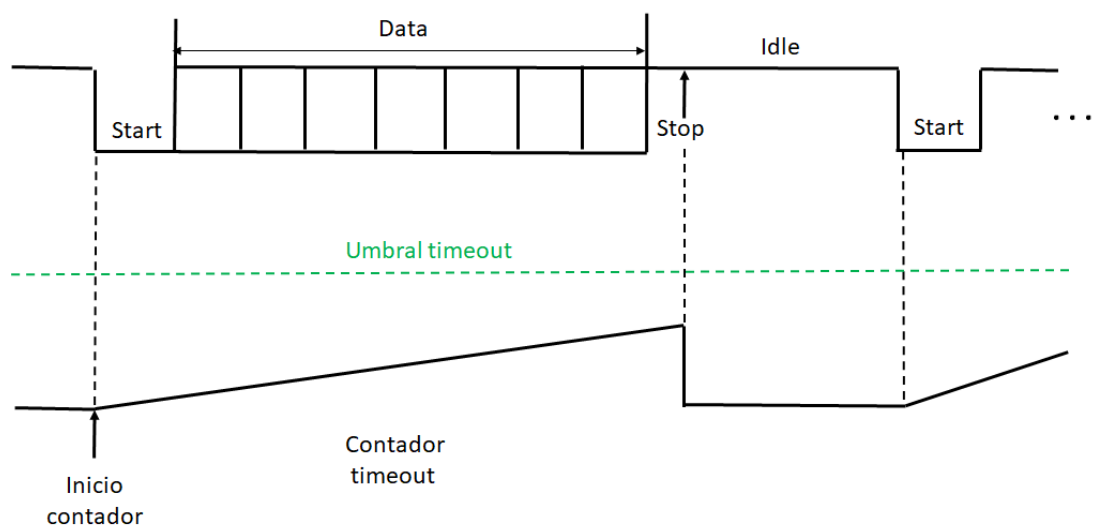 Data
Idle
Start
Stop
Start
...
Umbral timeout
Contador
timeout
Inicio
contador